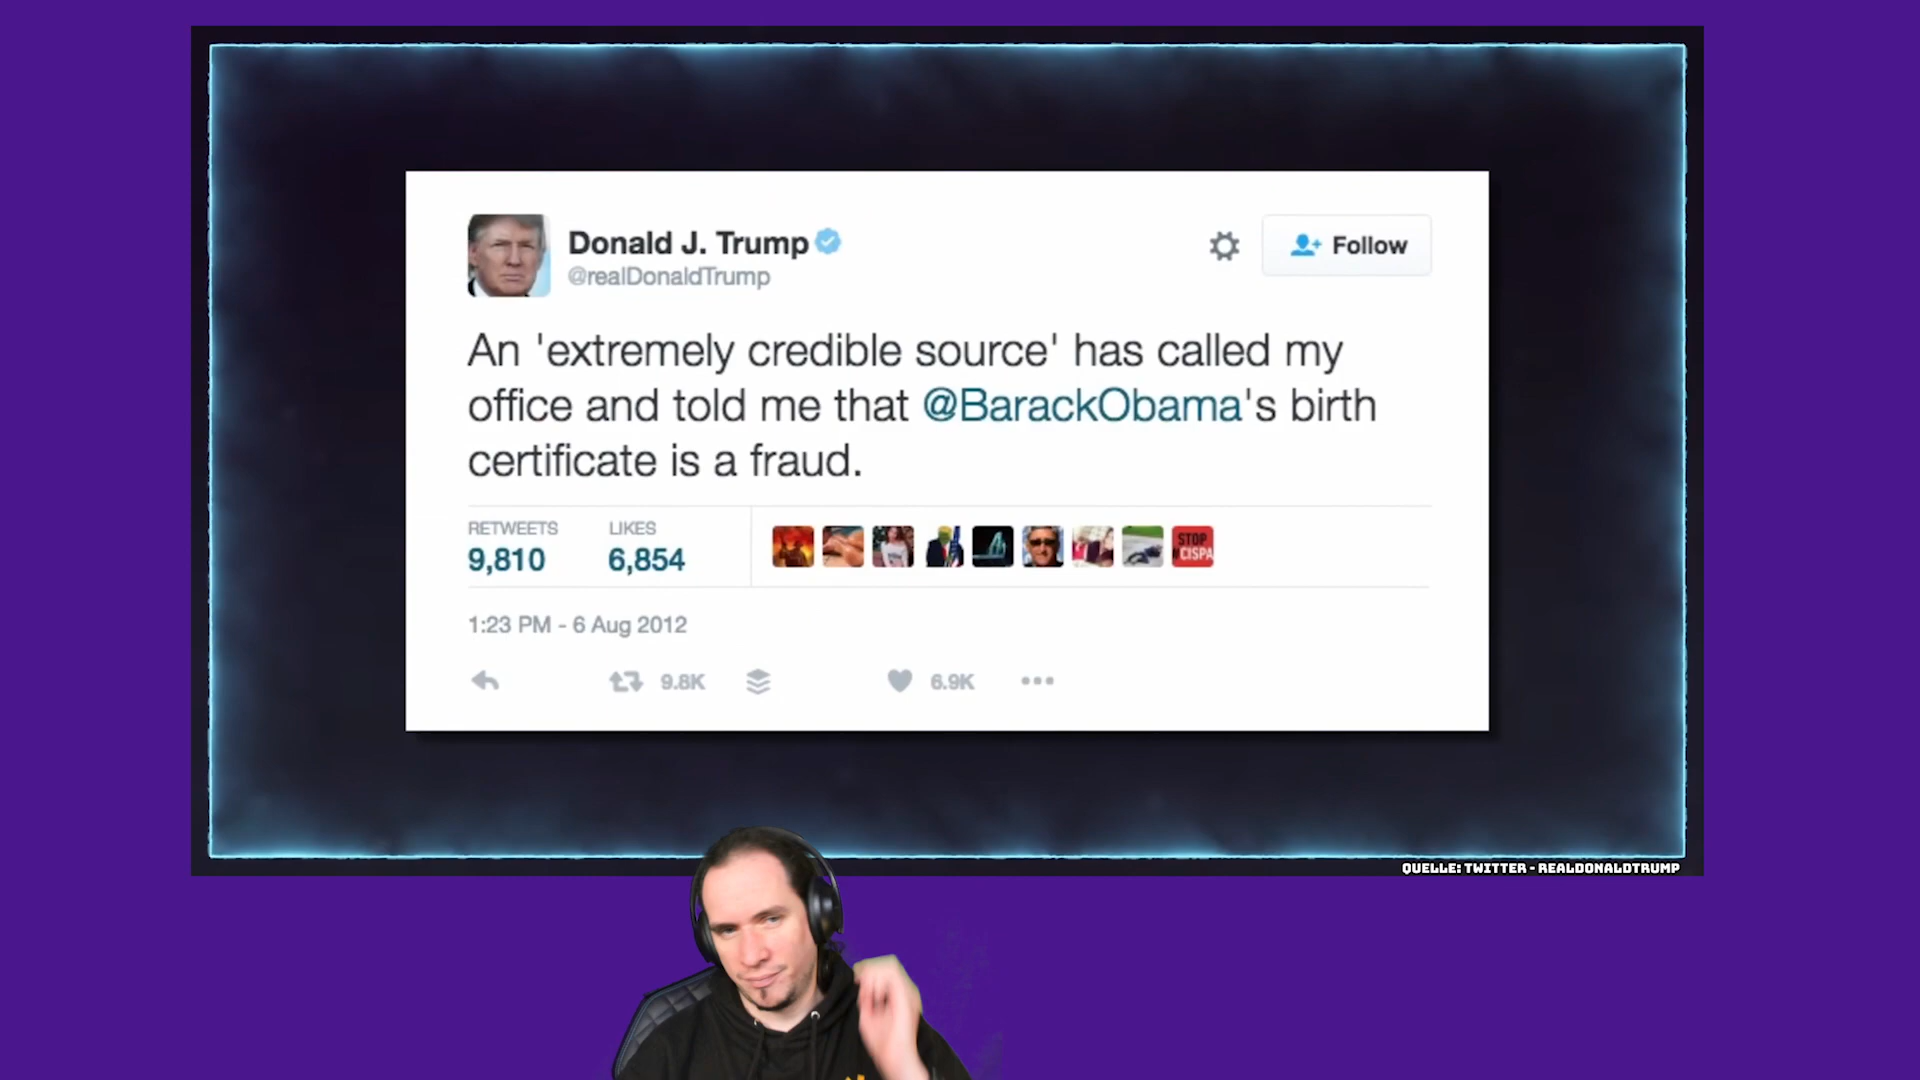 Donald J. Trump
@realDonaldTrump
Follow
An 'extremely credible source' has called my
office and told me that @BarackObama's birth
certificate is a fraud.
RETWEETS LIKES
9,810 6,854
STOP
CISPA
1:23 PM - 6 Aug 2012
9.8K 6.9K
QUELLE: TWITTER - REALDONALDTRUMP